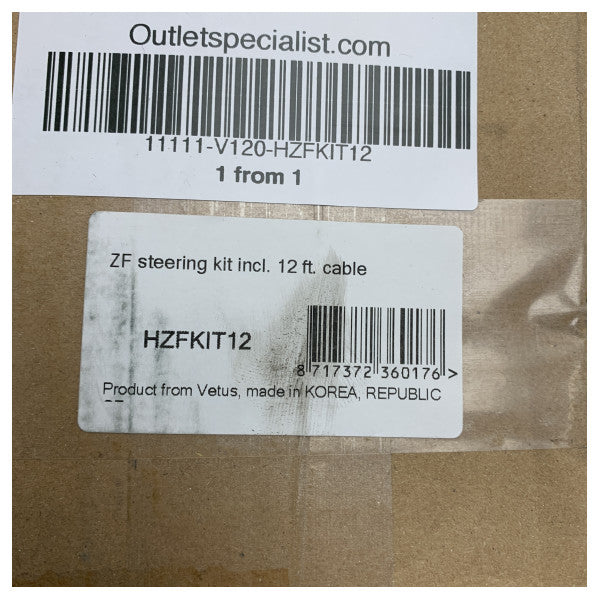 Outletspecialist.com
11111-V120-HZFKIT12
1 from 1
ZF steering kit incl. 12 ft. cable
HZFKIT12
8 717372 360176 >
Product from Vetus, made in KOREA, REPUBLIC